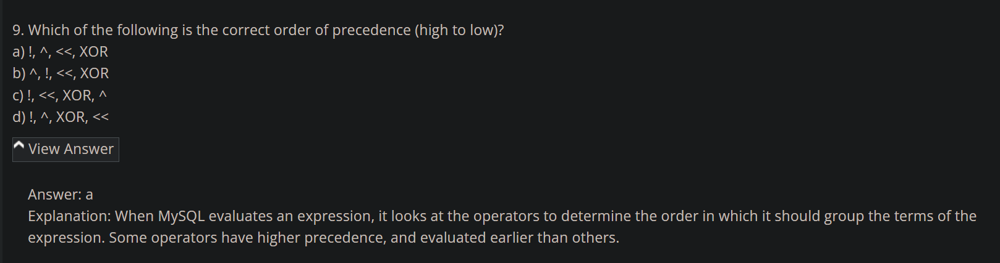 9. Which of the following is the correct order of precedence (high to low)?
a) !, ^, <<, XOR
b) ^, !, <<, XOR
c) !, <<, XOR, ^
d) !, ^, XOR, <<
View Answer
Answer: a
Explanation: When MySQL evaluates an expression, it looks at the operators to determine the order in which it should group the terms of the
expression. Some operators have higher precedence, and evaluated earlier than others.